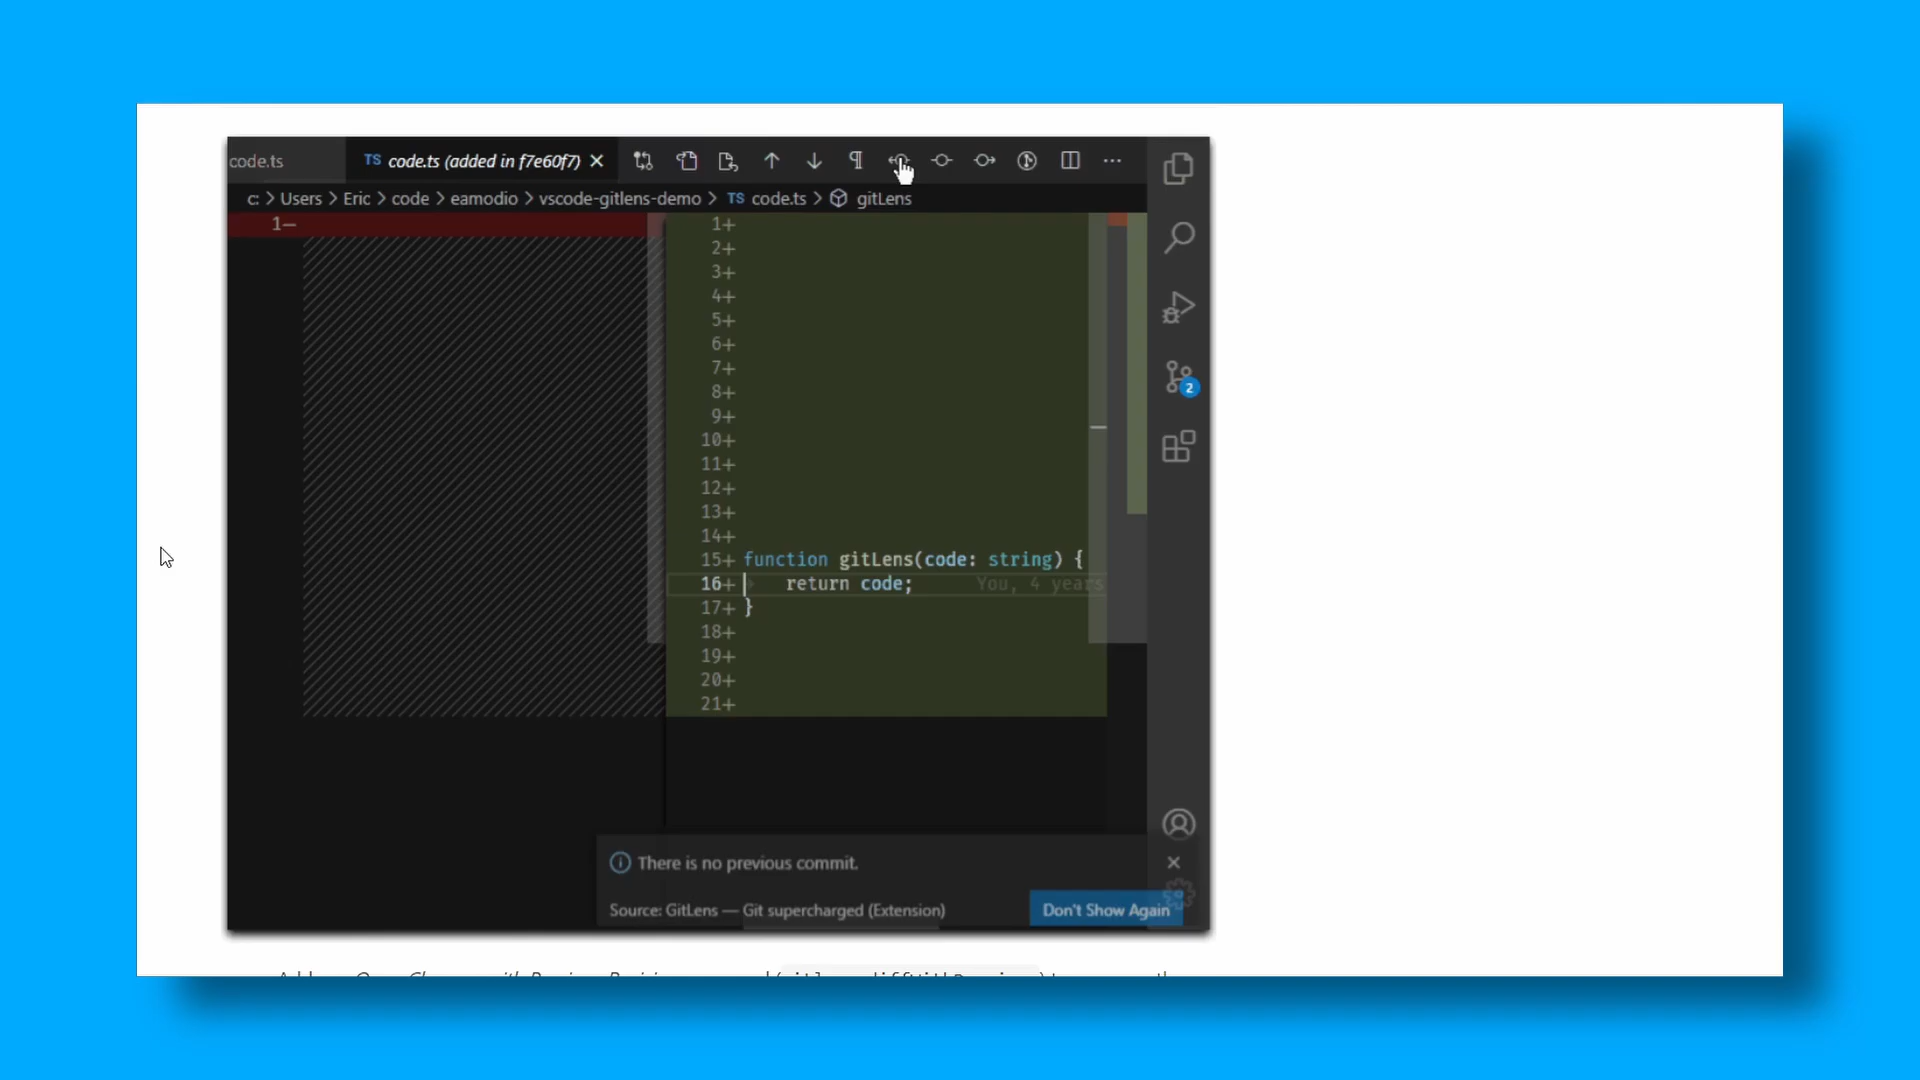 code.ts
TS code.ts (added in f7e60f7)
c: > Users > Eric > code > eamodio > vscode-gitlens-demo > TS code.ts > gitLens
1—
1+
2+
3+
4+
5+
6+
7+
8+
9+
10+
11+
12+
13+
14+
15+ function gitLens(code: string) {
16+ return code; You, 4 years
17+ }
18+
19+
20+
21+
2
There is no previous commit.
Source: GitLens — Git supercharged (Extension)
Don't Show Again